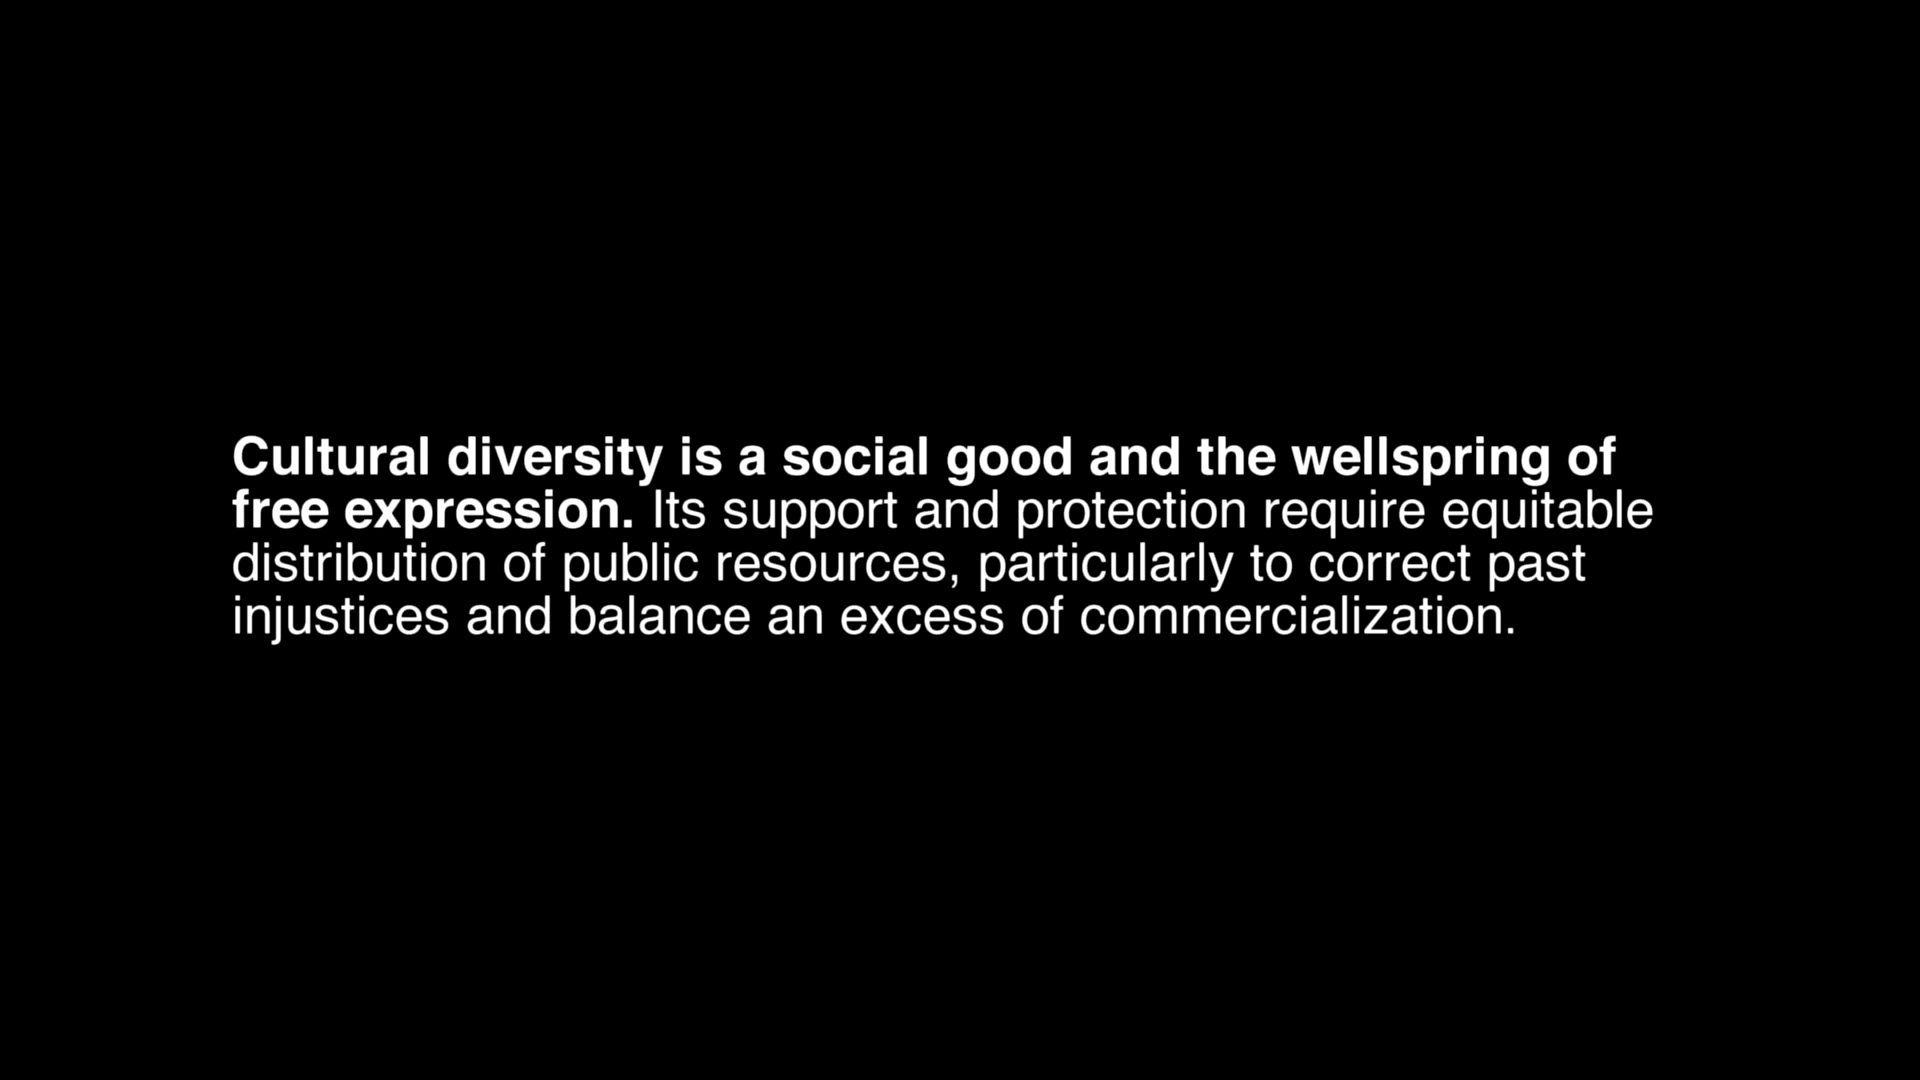 Cultural diversity is a social good and the wellspring of
free expression. Its support and protection require equitable
distribution of public resources, particularly to correct past
injustices and balance an excess of commercialization.